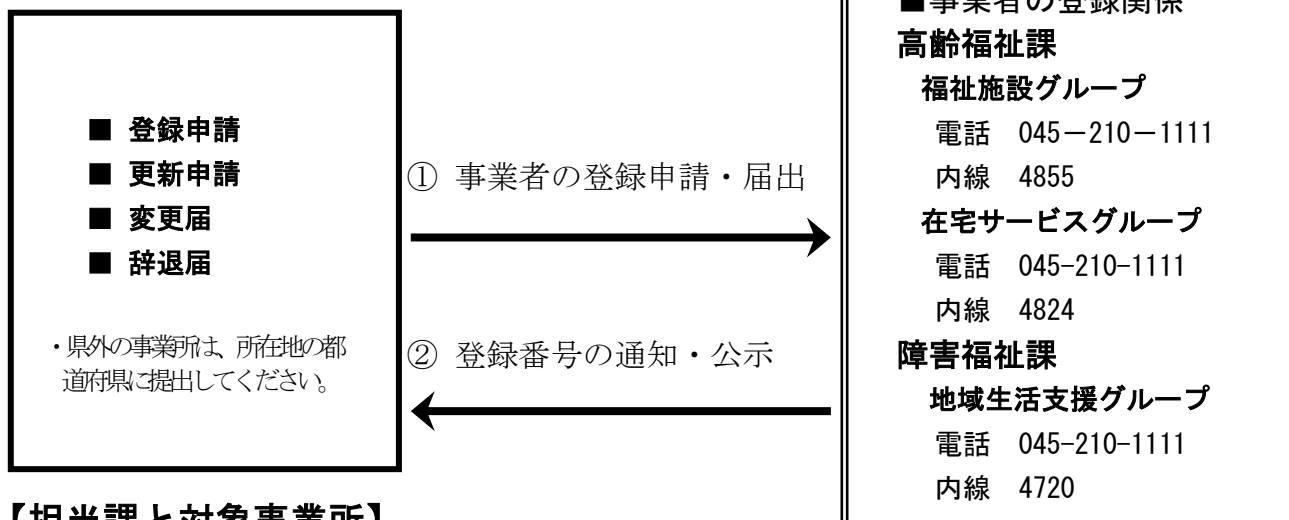 ■ 登録申請
■ 更新申請
■ 変更届
■ 辞退届
・県外の事業所は、所在地の都
道府県に提出してください。
① 事業者の登録申請・届出
② 登録番号の通知・公示
■事業者の登録関係
高齢福祉課
福祉施設グループ
電話 045－210－1111
内線 4855
在宅サービスグループ
電話 045-210-1111
内線 4824
障害福祉課
地域生活支援グループ
電話 045-210-1111
内線 4720
【担当課と対象事業所】